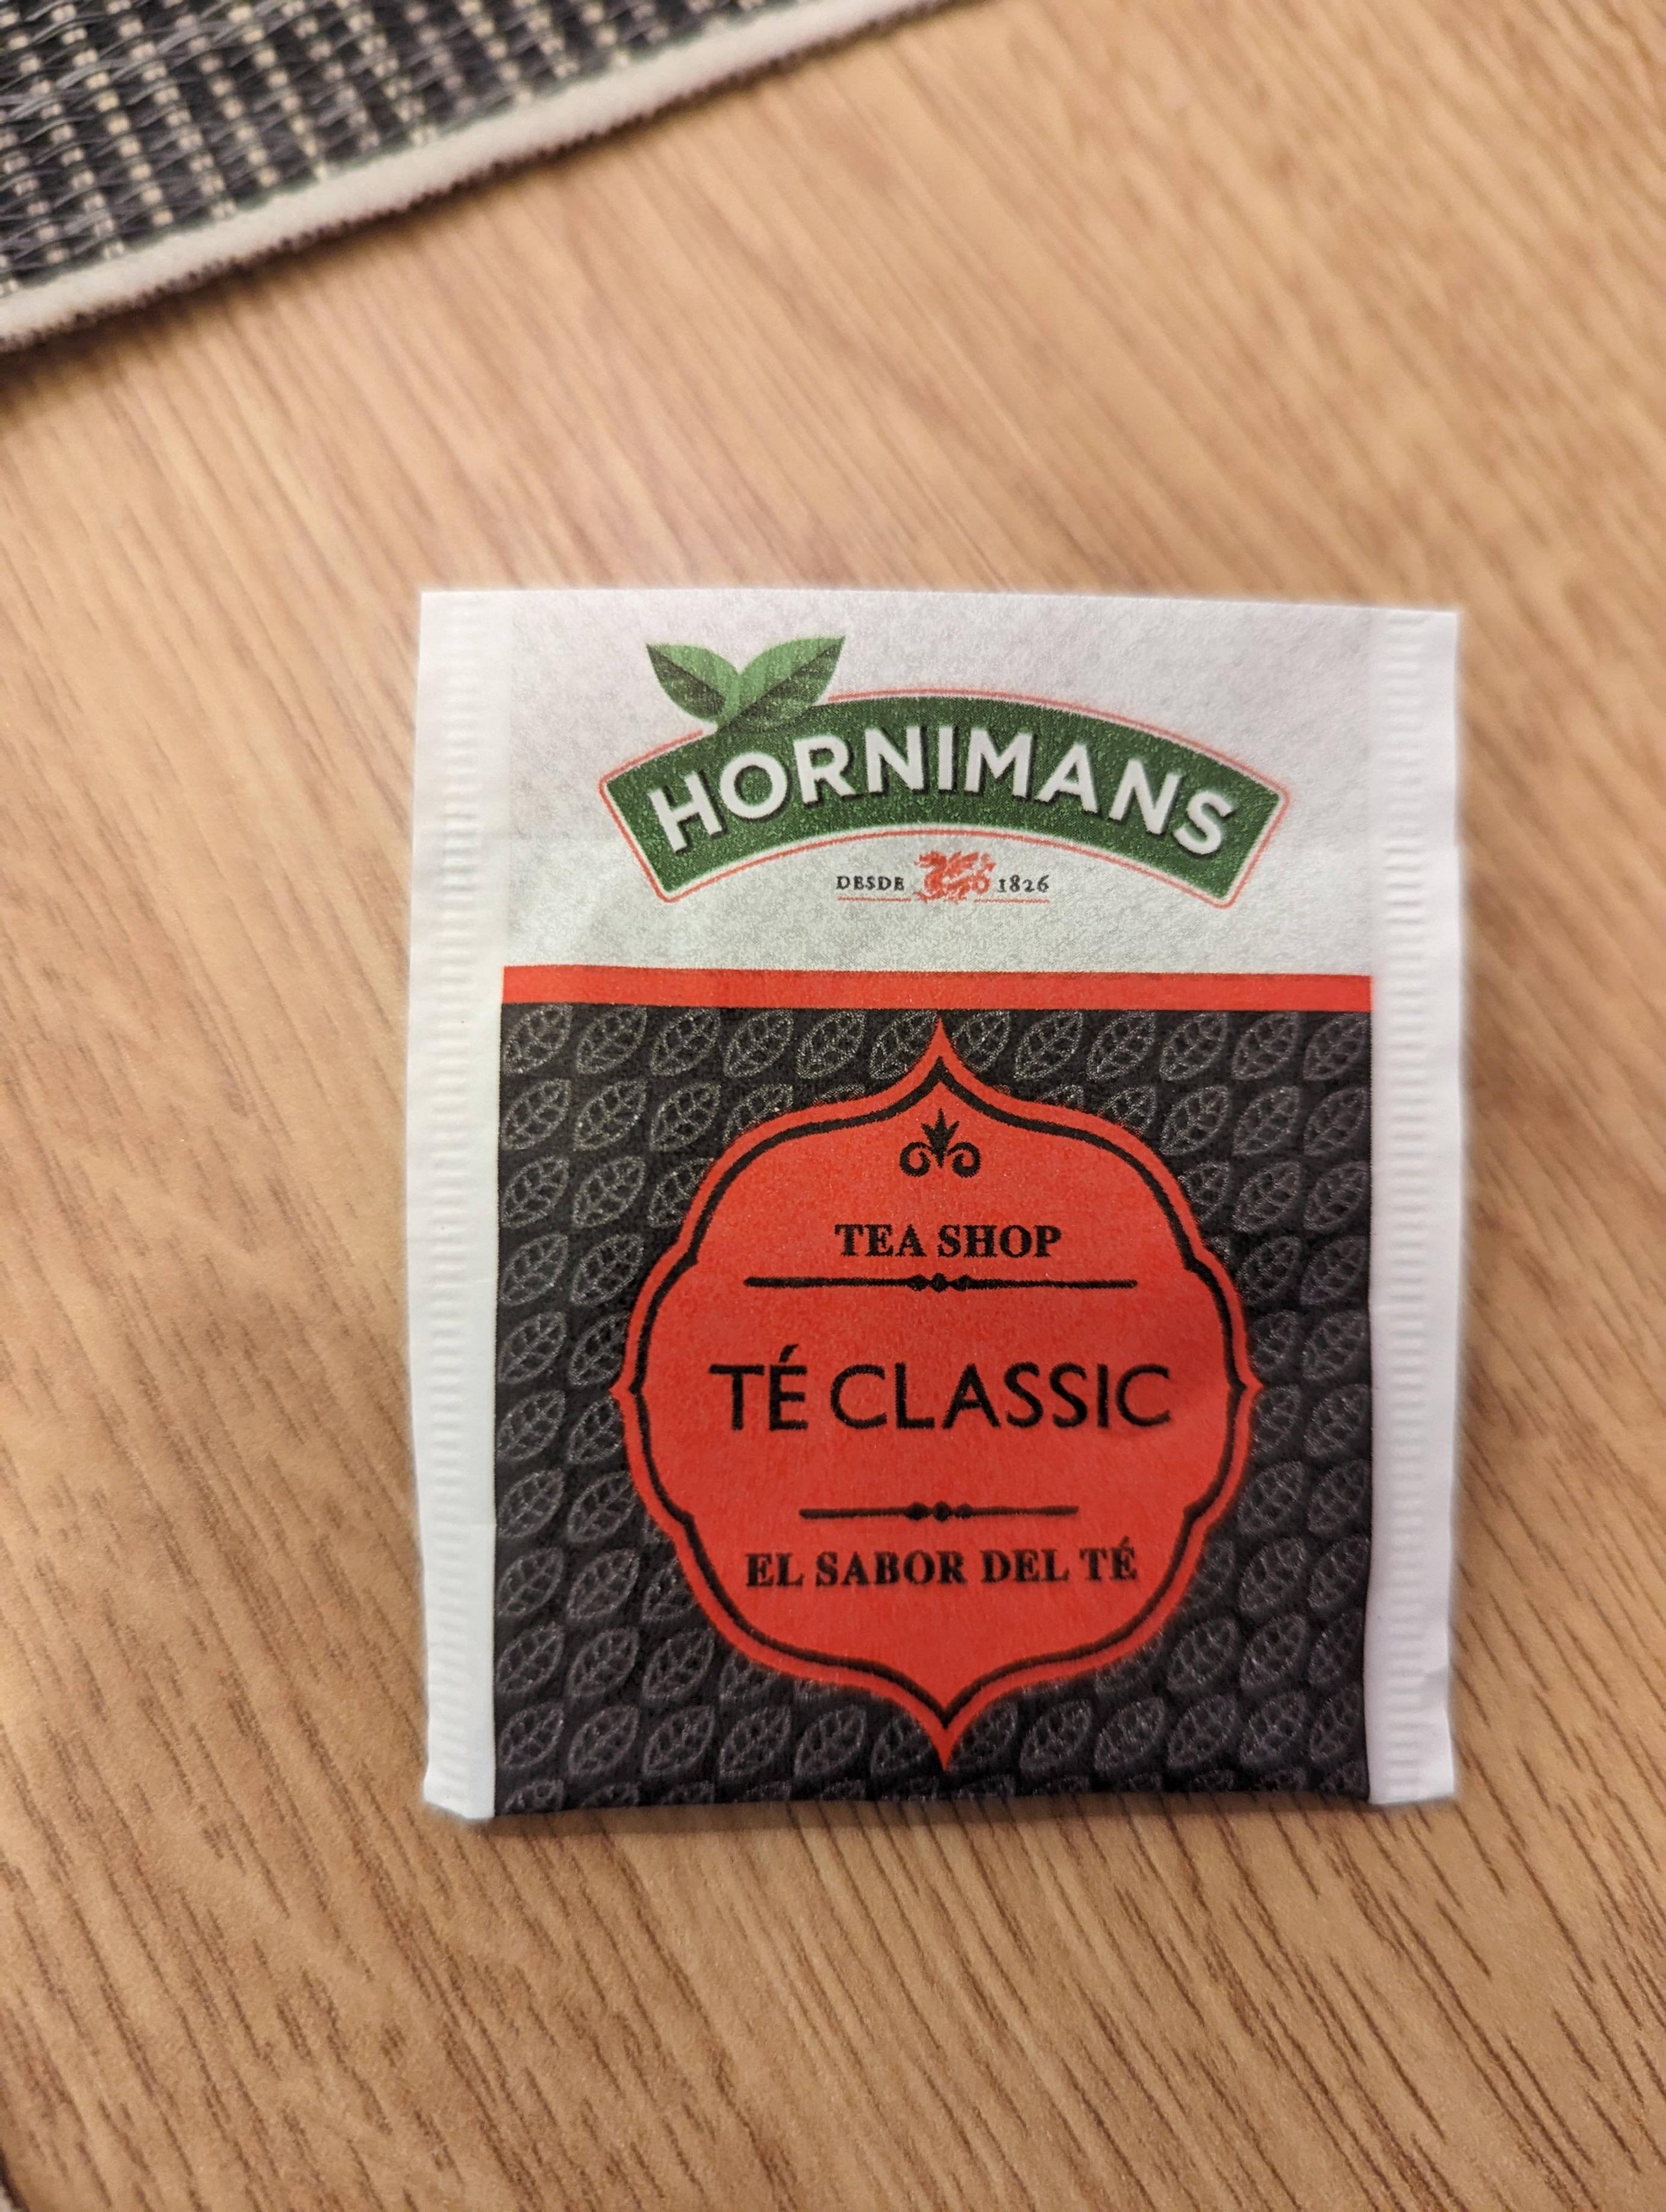 HORNIMANS
DESDE 1826
TEA SHOP
TÉ CLASSIC
EL SABOR DEL TÉ